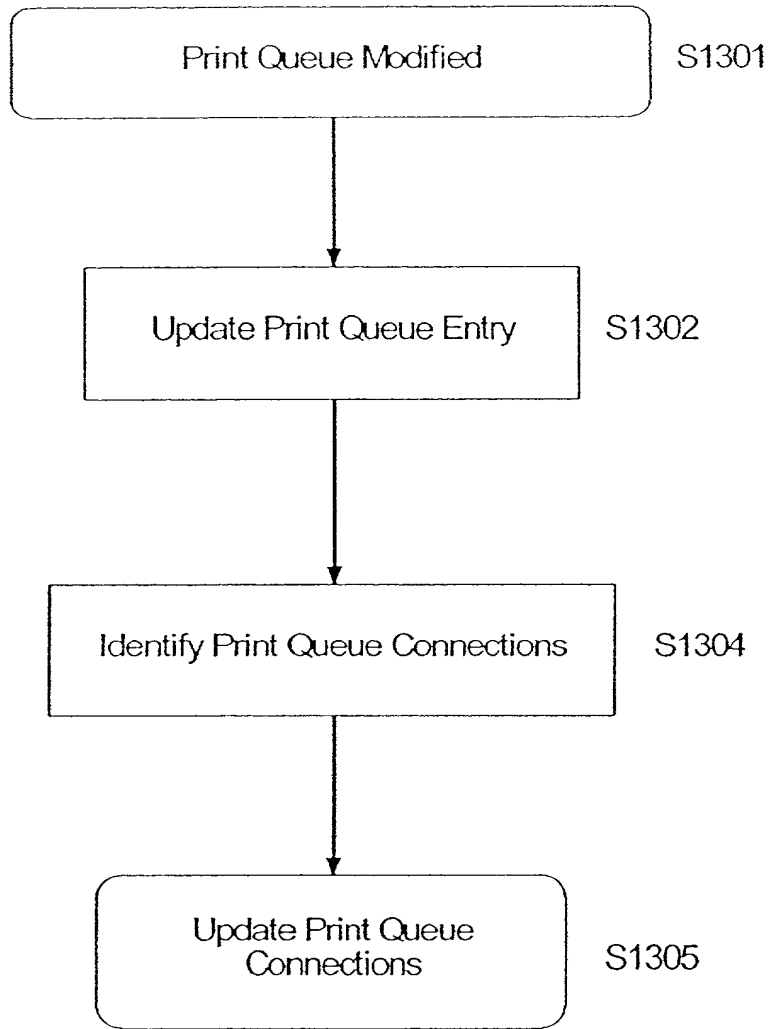 Print Queue Modified S1301
Update Print Queue Entry S1302
Identify Print Queue Connections S1304
Update Print Queue
Connections S1305